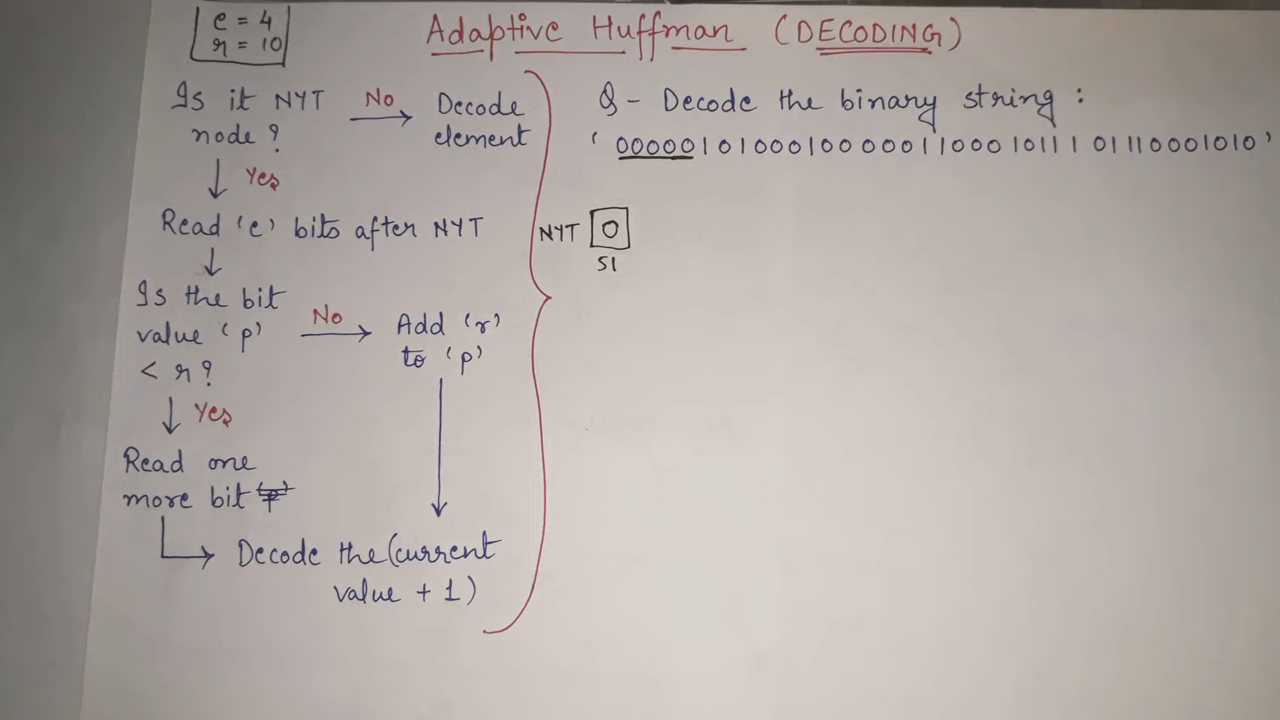 e = 4
r = 10
Adaptive Huffman (DECODING)
Is it NYT No Decode
node ? element
Yes
Read ‘e’ bits after NYT
Is the bit
value ‘p’ No Add ‘r’
< r ? to ‘p’
Yes
Read one
more bit
Decode the (current
value + 1)
Q - Decode the binary string :
‘ 00000101000100000110001011101110001010 ’
NYT 0
51